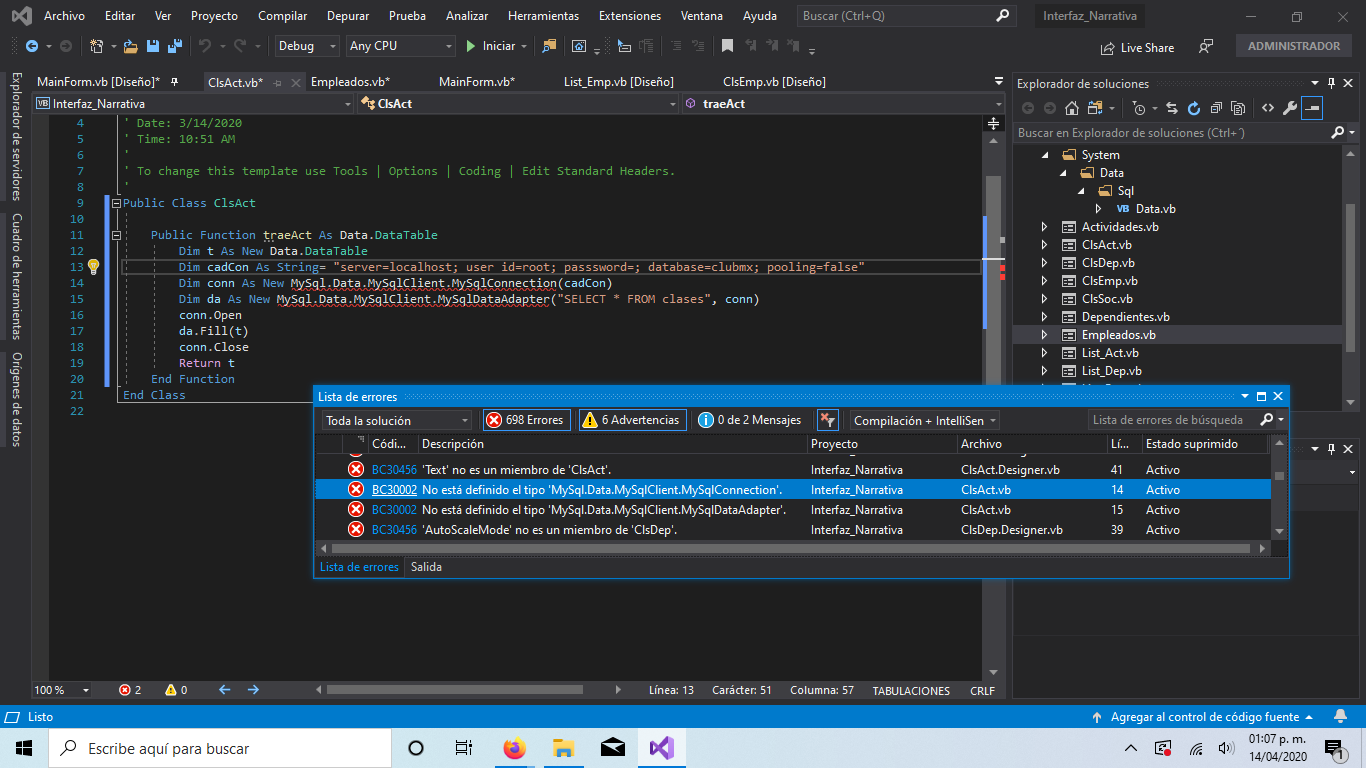 Archivo Editar Ver Proyecto Compilar Depurar Prueba Analizar Herramientas Extensiones Ventana Ayuda Buscar (Ctrl+Q) Interfaz_Narrativa
Debug Any CPU Iniciar Live Share ADMINISTRADOR
MainForm.vb [Diseño]* ClsAct.vb* Empleados.vb* MainForm.vb* List_Emp.vb [Diseño] ClsEmp.vb [Diseño]
Interfaz_Narrativa ClsAct traeAct
Explorador de servidores
Cuadro de herramientas
Orígenes de datos
4 ' Date: 3/14/2020
5 ' Time: 10:51 AM
6 '
7 ' To change this template use Tools | Options | Coding | Edit Standard Headers.
8 '
9 Public Class ClsAct
10
11 Public Function traeAct As Data.DataTable
12 Dim t As New Data.DataTable
13 Dim cadCon As String= "server=localhost; user id=root; passsword=; database=clubmx; pooling=false"
14 Dim conn As New MySql.Data.MySqlClient.MySqlConnection(cadCon)
15 Dim da As New MySql.Data.MySqlClient.MySqlDataAdapter("SELECT * FROM clases", conn)
16 conn.Open
17 da.Fill(t)
18 conn.Close
19 Return t
20 End Function
21 End Class
22
Explorador de soluciones
Buscar en Explorador de soluciones (Ctrl+´)
System
Data
Sql
VB Data.vb
Actividades.vb
ClsAct.vb
ClsDep.vb
ClsEmp.vb
ClsSoc.vb
Dependientes.vb
Empleados.vb
List_Act.vb
List_Dep.vb
Lista de errores
Toda la solución 698 Errores 6 Advertencias 0 de 2 Mensajes Compilación + IntelliSen Lista de errores de búsqueda
Códi... Descripción Proyecto Archivo Lí... Estado suprimido
BC30456 'Text' no es un miembro de 'ClsAct'. Interfaz_Narrativa ClsAct.Designer.vb 41 Activo
BC30002 No está definido el tipo 'MySql.Data.MySqlClient.MySqlConnection'. Interfaz_Narrativa ClsAct.vb 14 Activo
BC30002 No está definido el tipo 'MySql.Data.MySqlClient.MySqlDataAdapter'. Interfaz_Narrativa ClsAct.vb 15 Activo
BC30456 'AutoScaleMode' no es un miembro de 'ClsDep'. Interfaz_Narrativa ClsDep.Designer.vb 39 Activo
Lista de errores Salida
100 % 2 0 Línea: 13 Carácter: 51 Columna: 57 TABULACIONES CRLF
Listo Agregar al control de código fuente
Escribe aquí para buscar
01:07 p. m.
14/04/2020
1